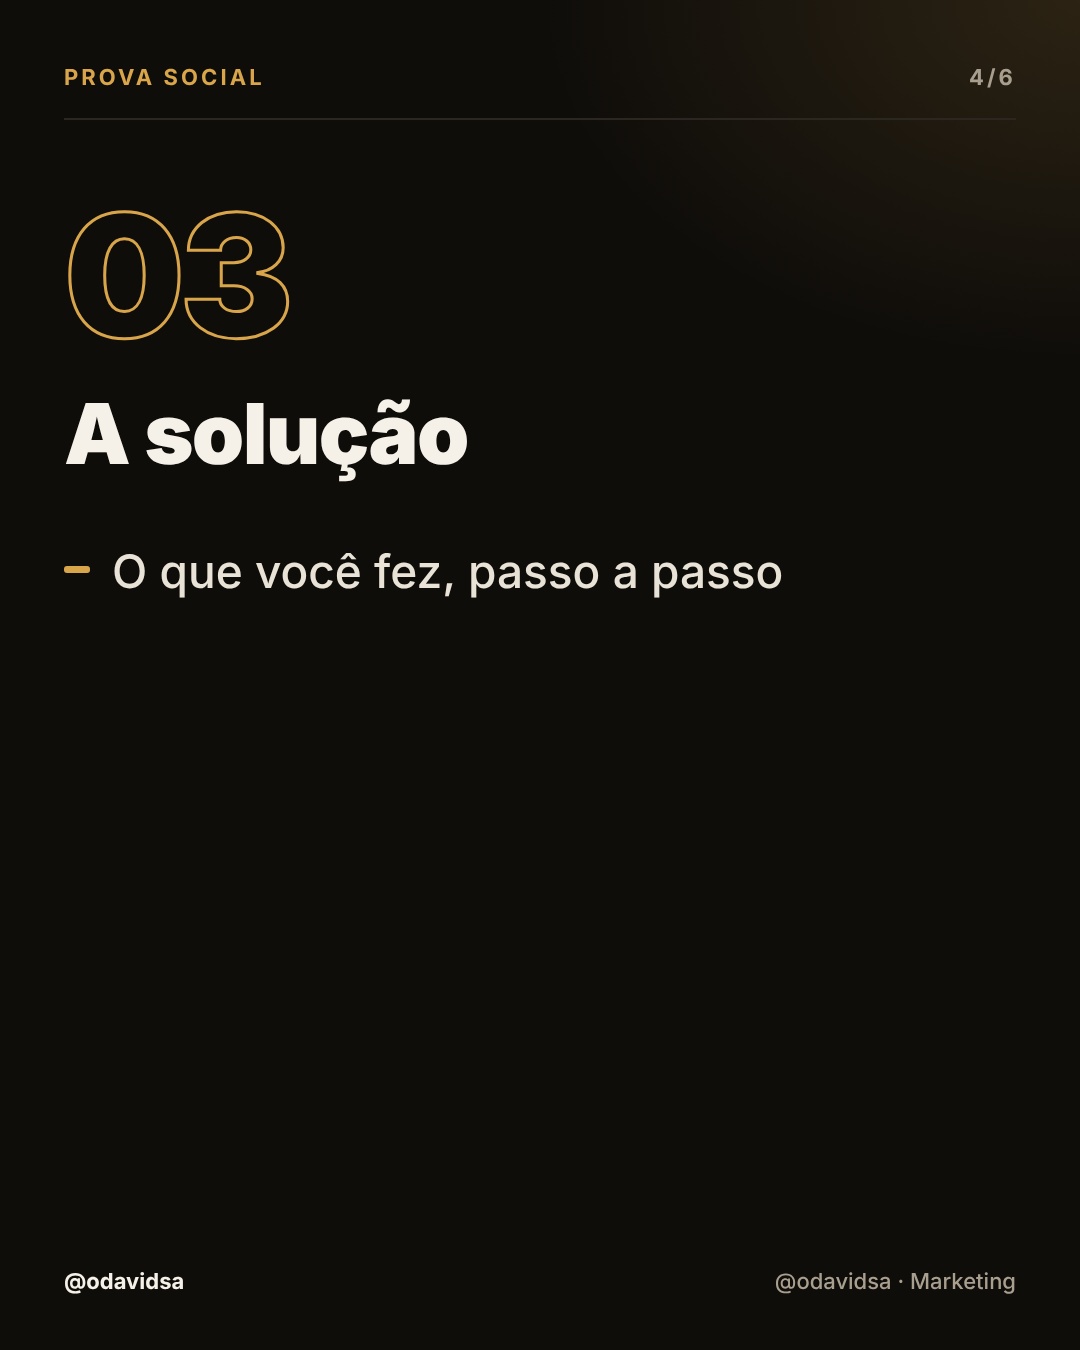 PROVA SOCIAL
4/6
03
A solução
O que você fez, passo a passo
@odavidsa
@odavidsa · Marketing